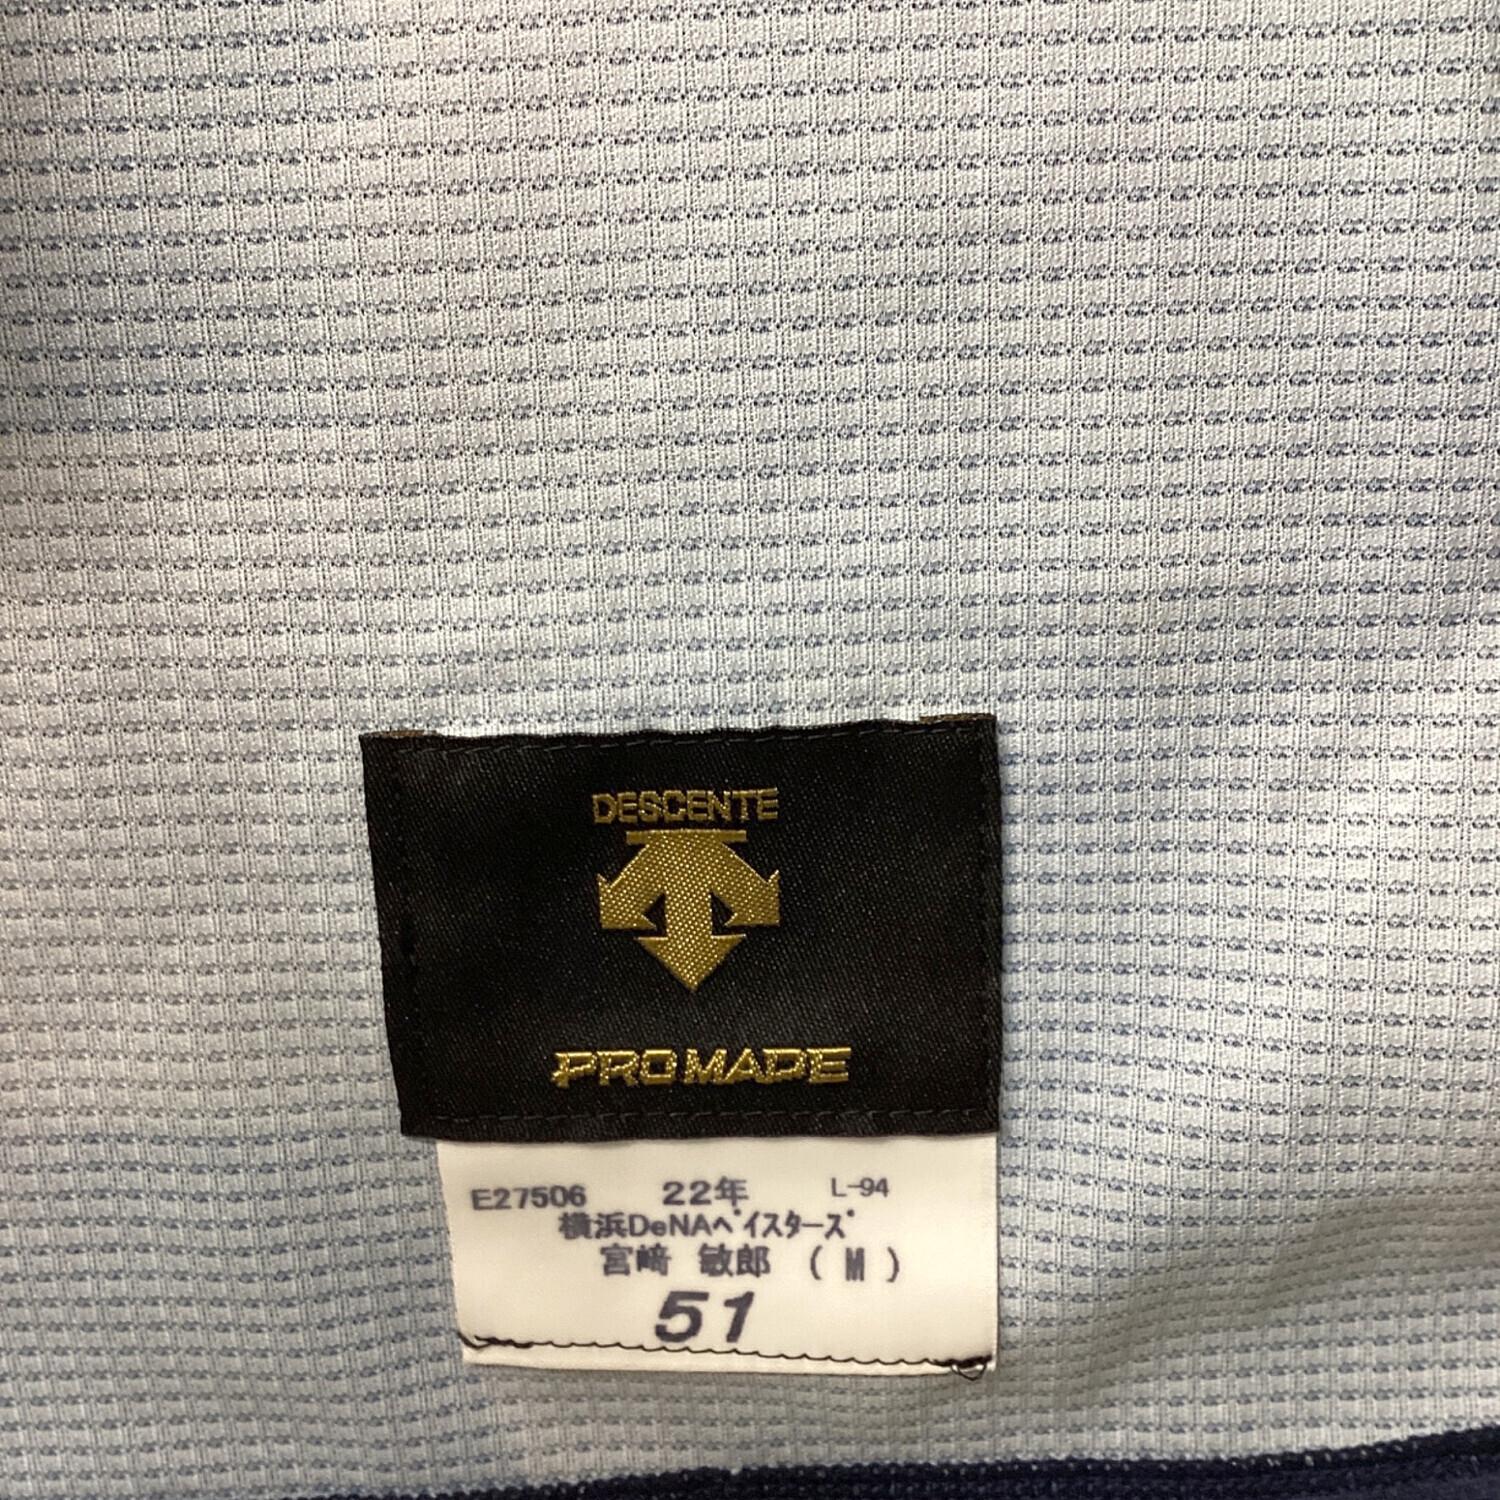 DESCENTE
PROMADE
E27506 22年 L-94
横浜DeNAベイスターズ
宮﨑 敏郎 (M)
51